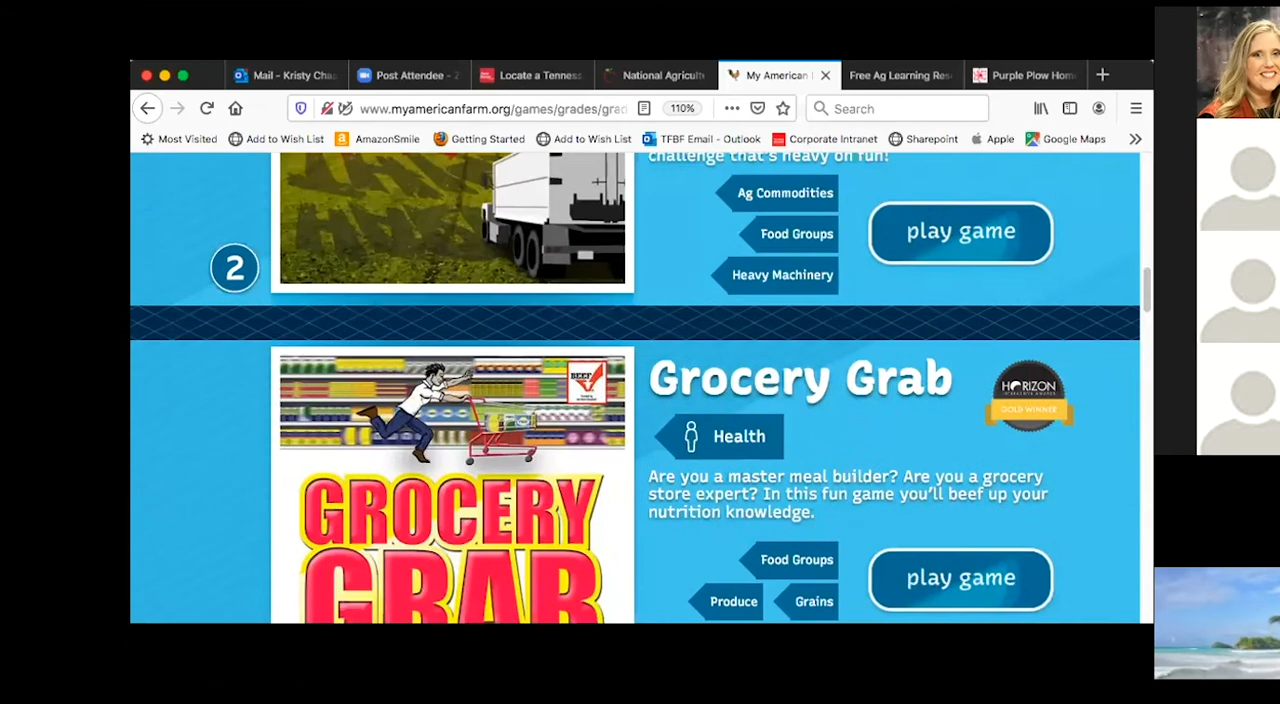 Mail - Kristy Cha
Post Attendee - Z
Locate a Tenness
National Agricult
My American
Free Ag Learning Res
Purple Plow Hom
www.myamericanfarm.org/games/grades/grad
110%
Search
Most Visited
Add to Wish List
AmazonSmile
Getting Started
Add to Wish List
TFBF Email - Outlook
Corporate Intranet
Sharepoint
Apple
Google Maps
challenge that's heavy on fun!
Ag Commodities
Food Groups
Heavy Machinery
play game
2
Grocery Grab
HORIZON
GOLD WINNER
Health
Are you a master meal builder? Are you a grocery
store expert? In this fun game you'll beef up your
nutrition knowledge.
GROCERY
GRAB
Food Groups
Produce
Grains
play game